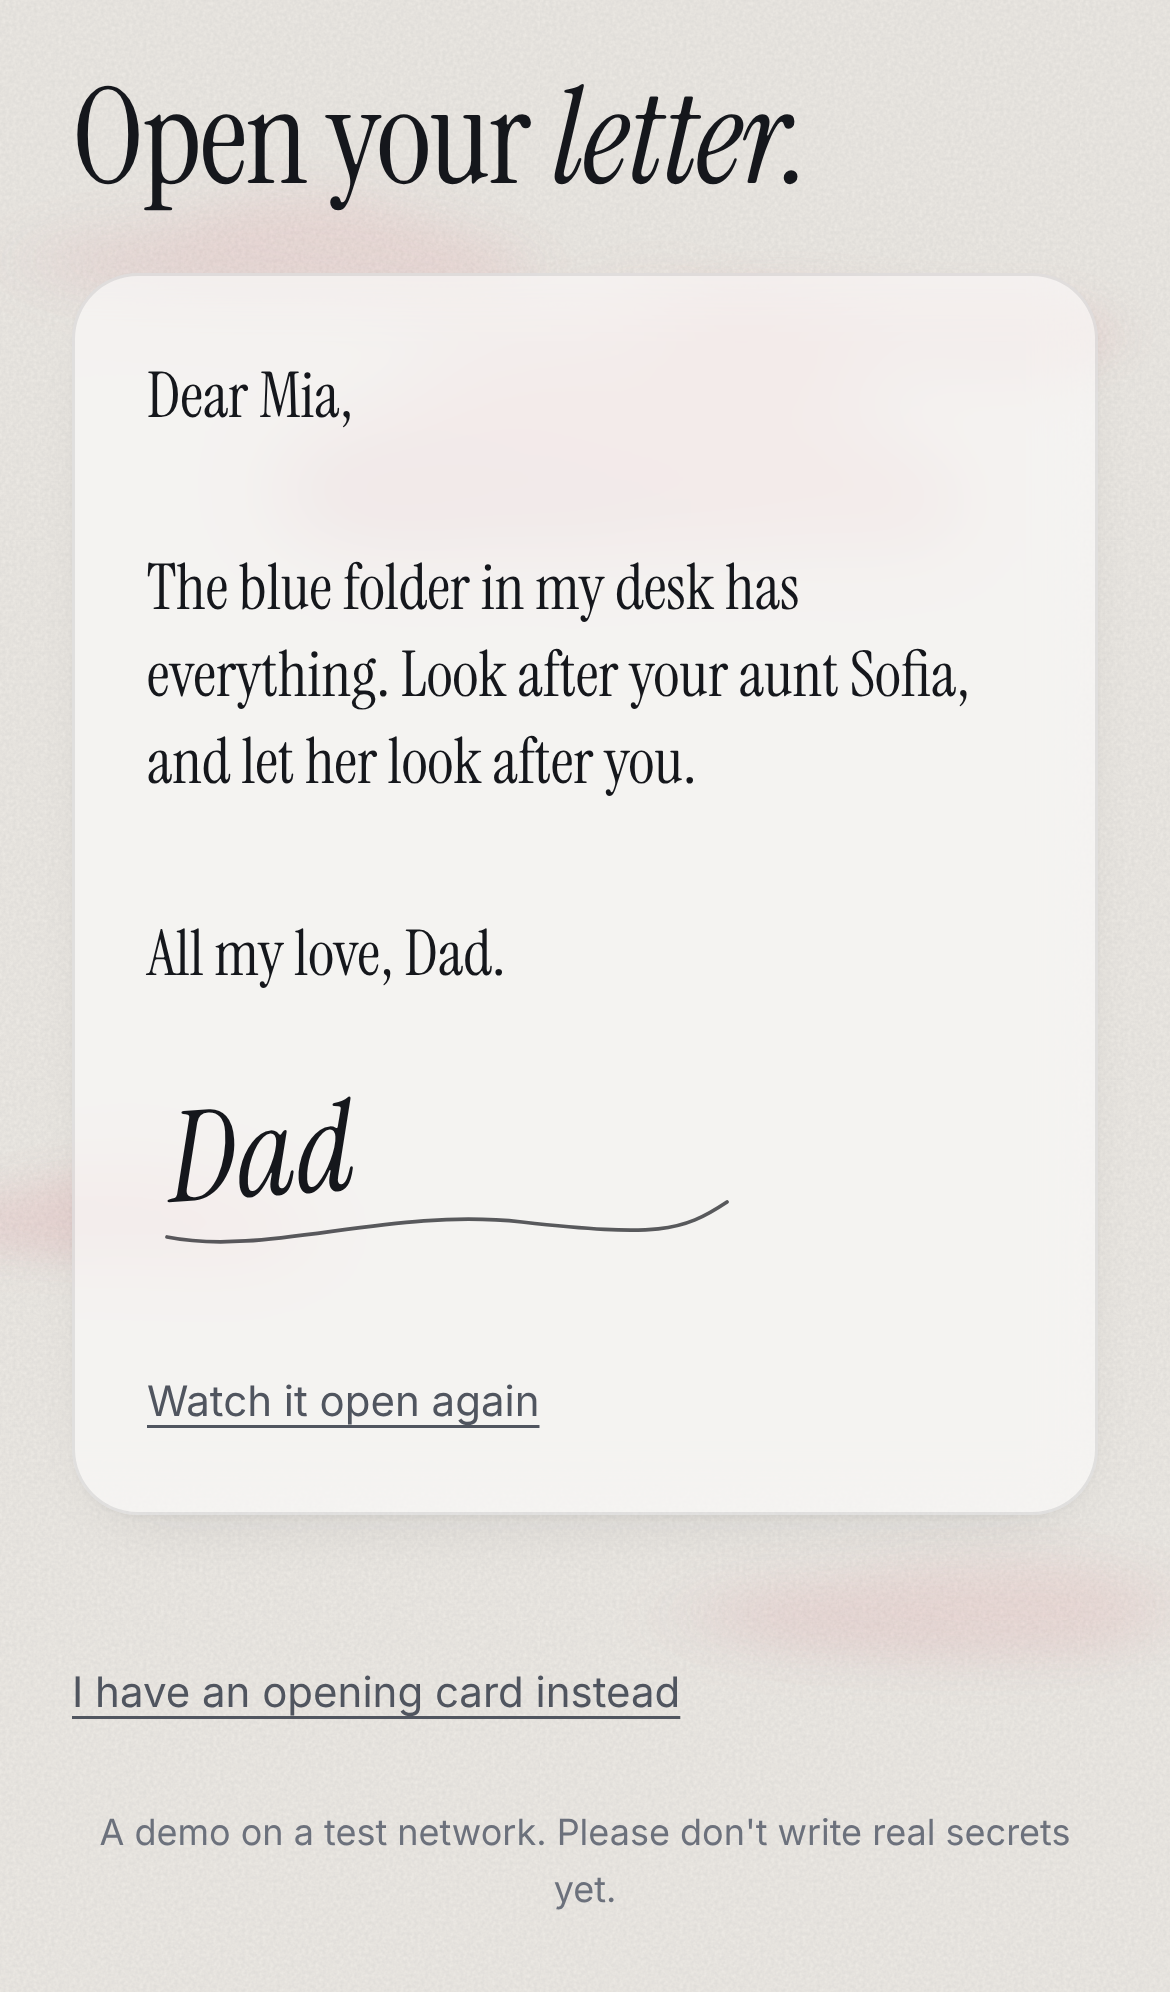 Open your letter.
Dear Mia,
The blue folder in my desk has
everything. Look after your aunt Sofia,
and let her look after you.
All my love, Dad.
Dad
Watch it open again
I have an opening card instead
A demo on a test network. Please don't write real secrets
yet.